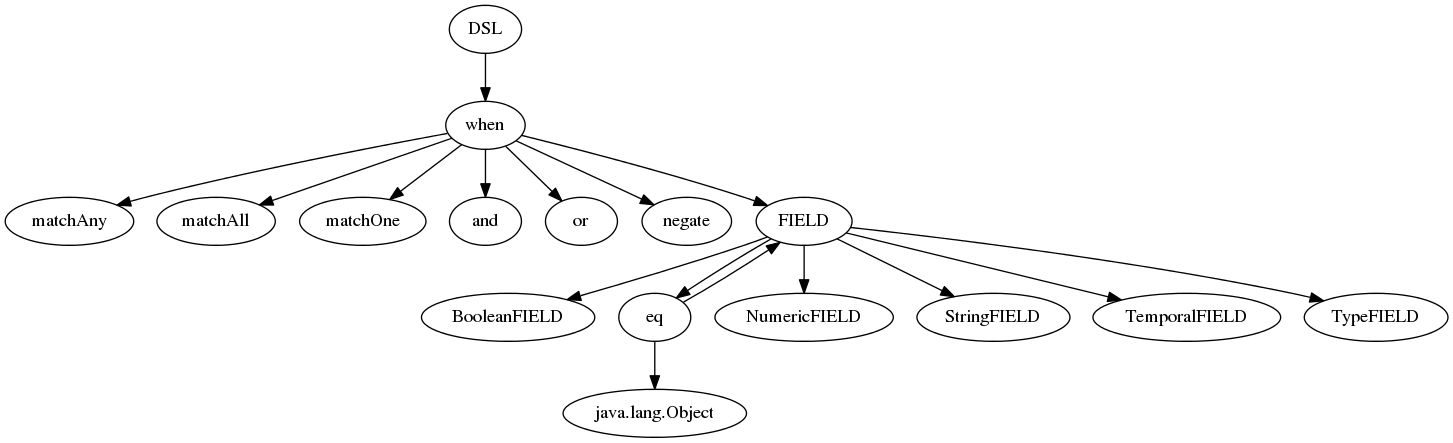 DSL
when
matchAny
matchAll
matchOne
and
or
negate
FIELD
BooleanFIELD
eq
NumericFIELD
StringFIELD
TemporalFIELD
TypeFIELD
java.lang.Object